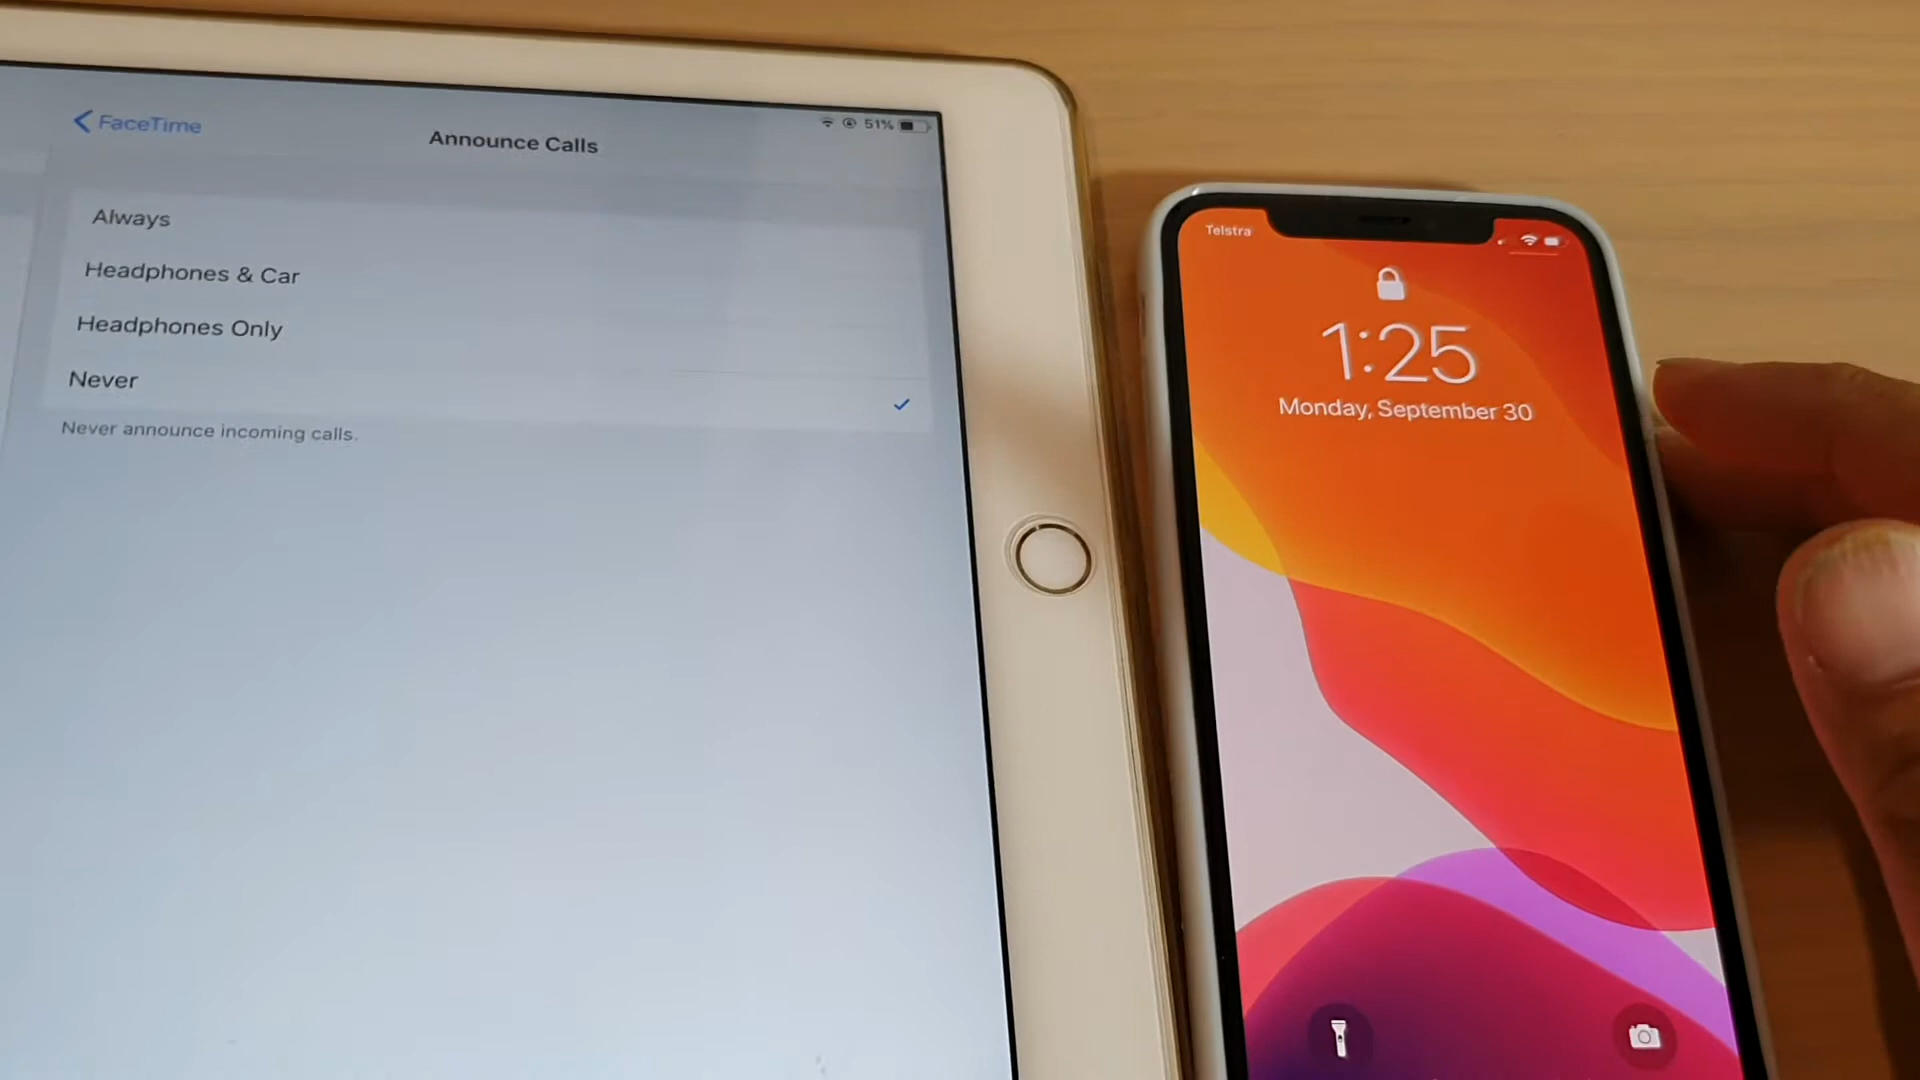 FaceTime
51%
Announce Calls
Always
Headphones & Car
Headphones Only
Never
Never announce incoming calls.
Telstra
1:25
Monday, September 30